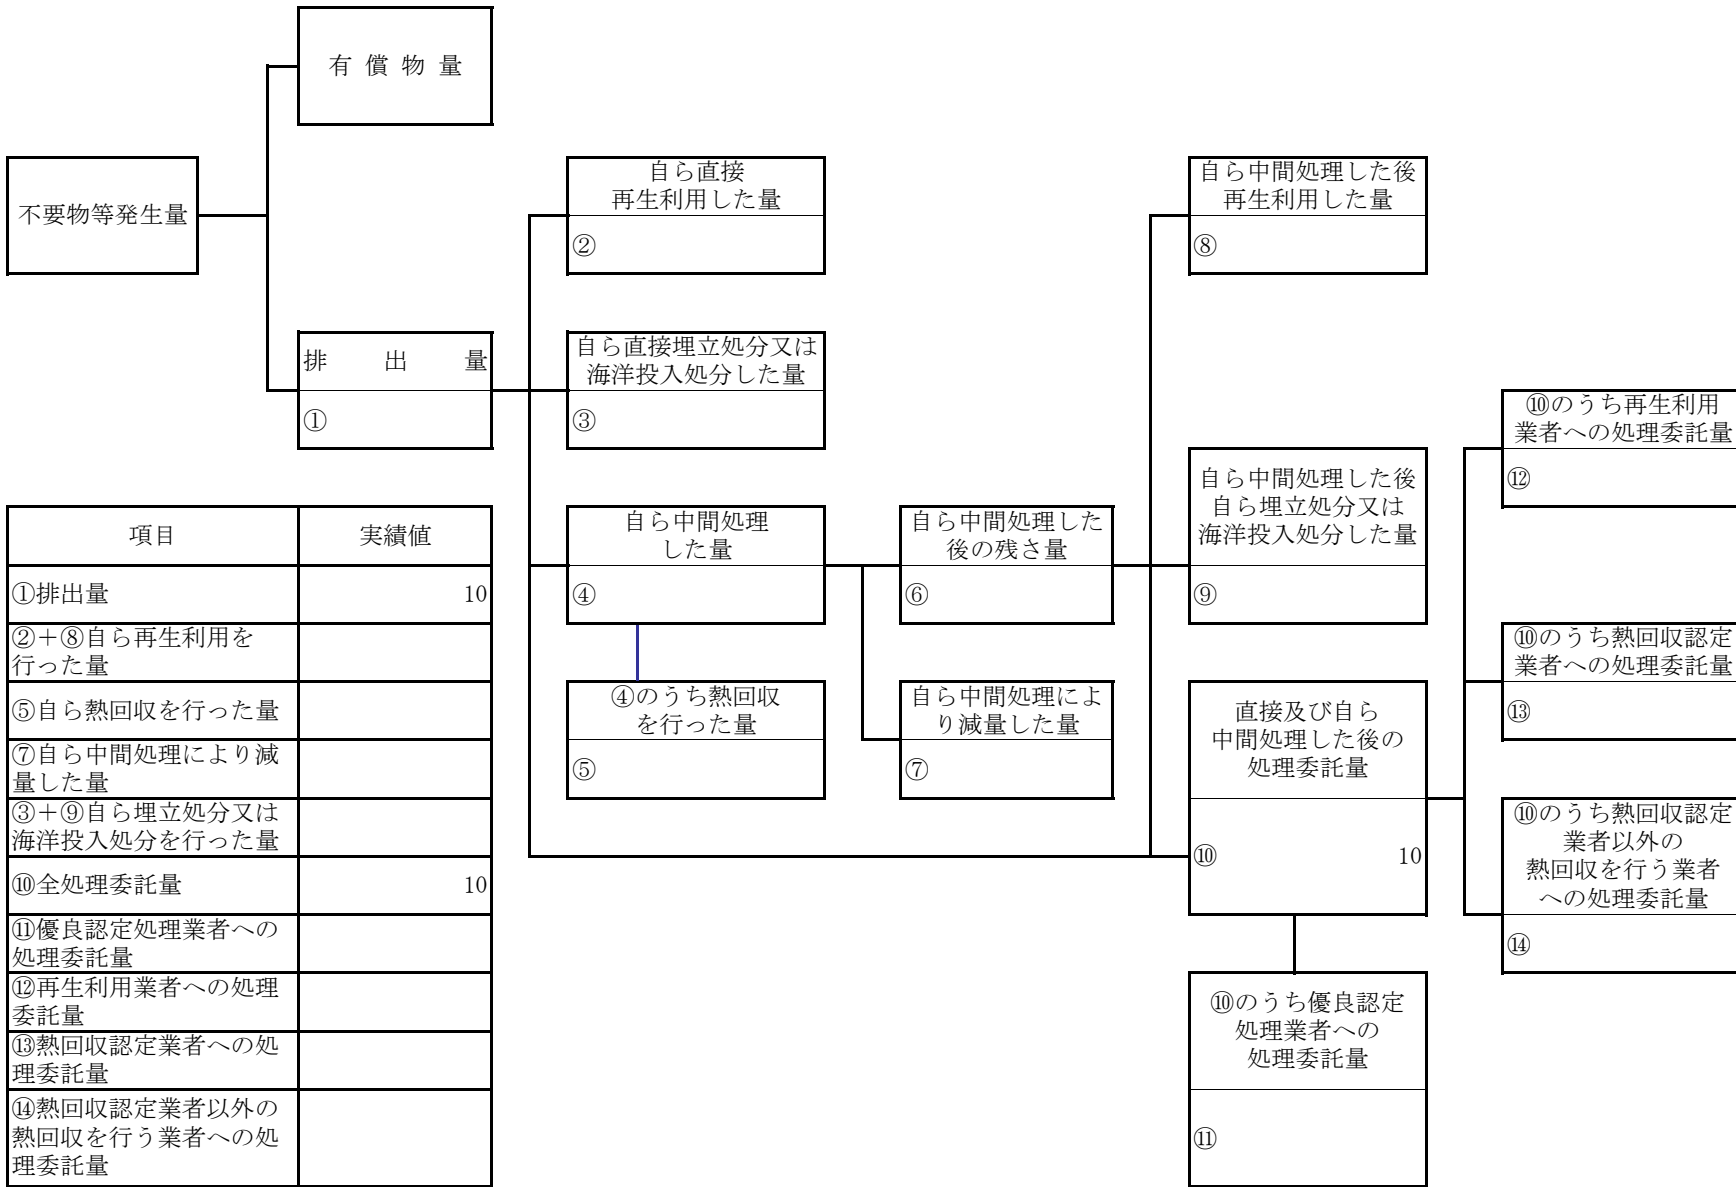 有 償 物 量
不要物等発生量
自ら直接
再生利用した量
②
自ら中間処理した後
再生利用した量
⑧
排 出 量
①
自ら直接埋立処分又は
海洋投入処分した量
③
⑩のうち再生利用
業者への処理委託量
⑫
自ら中間処理
した量
④
自ら中間処理した
後の残さ量
⑥
自ら中間処理した後
自ら埋立処分又は
海洋投入処分した量
⑨
⑩のうち熱回収認定
業者への処理委託量
⑬
④のうち熱回収
を行った量
⑤
自ら中間処理によ
り減量した量
⑦
直接及び自ら
中間処理した後の
処理委託量
⑩ 10
⑩のうち熱回収認定
業者以外の
熱回収を行う業者
への処理委託量
⑭
⑩のうち優良認定
処理業者への
処理委託量
⑪
項目 実績値
①排出量 10
②+⑧自ら再生利用を
行った量
⑤自ら熱回収を行った量
⑦自ら中間処理により減
量した量
③+⑨自ら埋立処分又は
海洋投入処分を行った量
⑩全処理委託量 10
⑪優良認定処理業者への
処理委託量
⑫再生利用業者への処理
委託量
⑬熱回収認定業者への処
理委託量
⑭熱回収認定業者以外の
熱回収を行う業者への処
理委託量